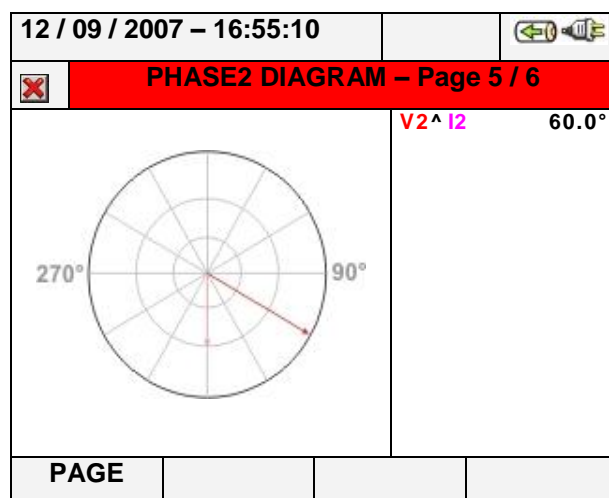 12 / 09 / 2007 – 16:55:10
PHASE2 DIAGRAM – Page 5 / 6
V2 ^ I2 60.0°
270° 90°
PAGE